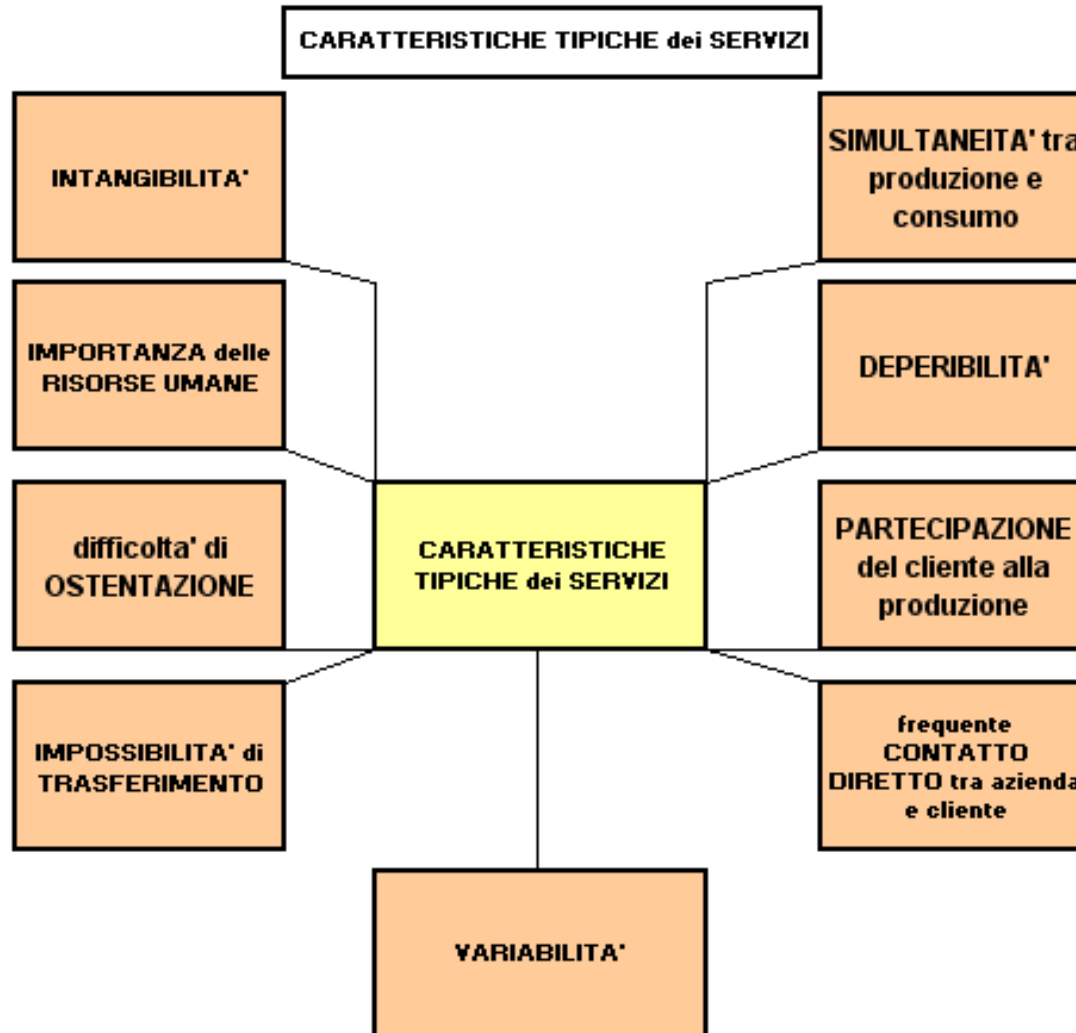 CARATTERISTICHE TIPICHE dei SERVIZI
INTANGIBILITA'
SIMULTANEITA' tra
produzione e
consumo
IMPORTANZA delle
RISORSE UMANE
DEPERIBILITA'
difficolta' di
OSTENTAZIONE
CARATTERISTICHE
TIPICHE dei SERVIZI
PARTECIPAZIONE
del cliente alla
produzione
IMPOSSIBILITA' di
TRASFERIMENTO
frequente
CONTATTO
DIRETTO tra azienda
e cliente
VARIABILITA'